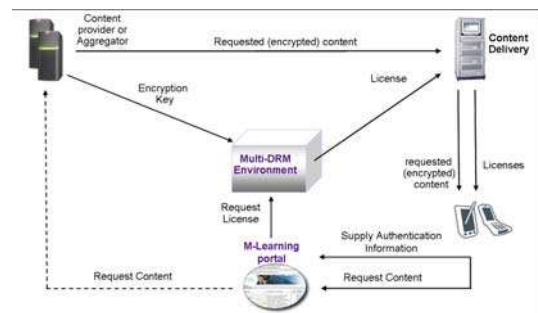 Content
provider or
Aggregator
Requested (encrypted) content
Content
Delivery
Encryption
Key
License
Multi-DRM
Environment
requested
(encrypted)
content
Licenses
Request
License
M-Learning
portal
Supply Authentication
Information
Request Content
Request Content